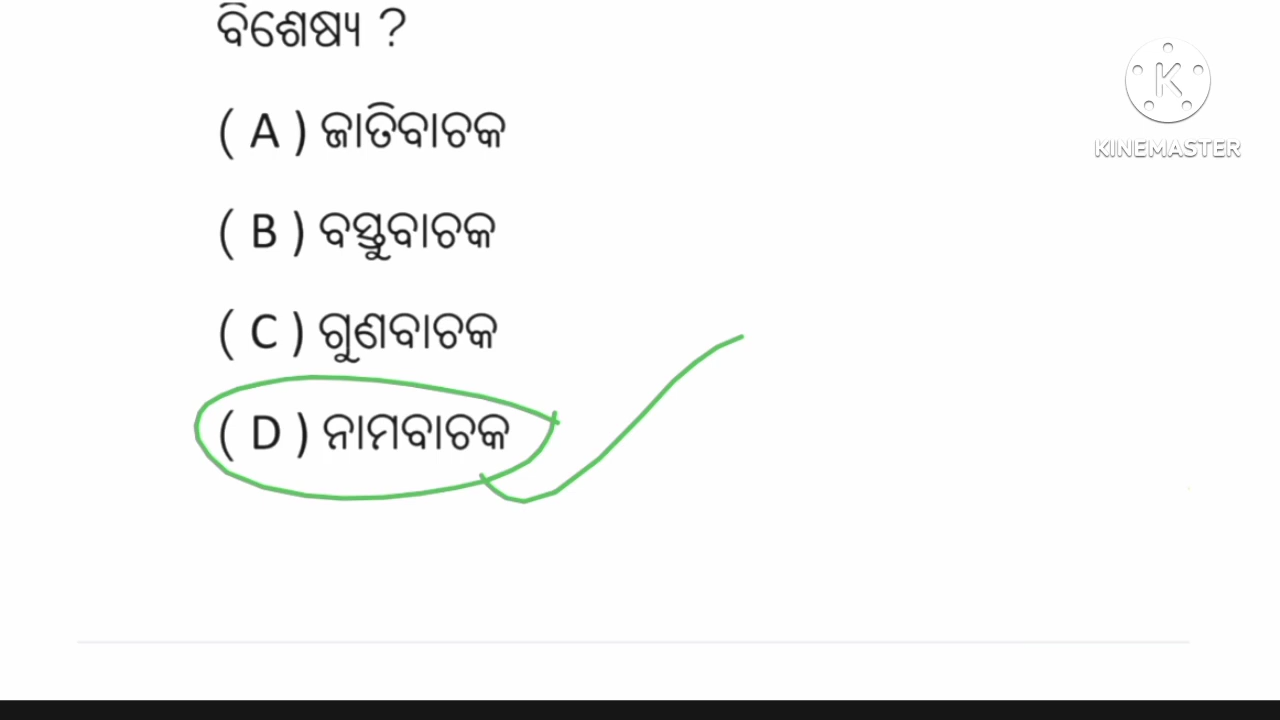 ବିଶେଷ୍ୟ ?
( A ) ଜାତିବାଚକ
( B ) ବସ୍ତୁବାଚକ
( C ) ଗୁଣବାଚକ
( D ) ନାମବାଚକ
K
KINEMASTER